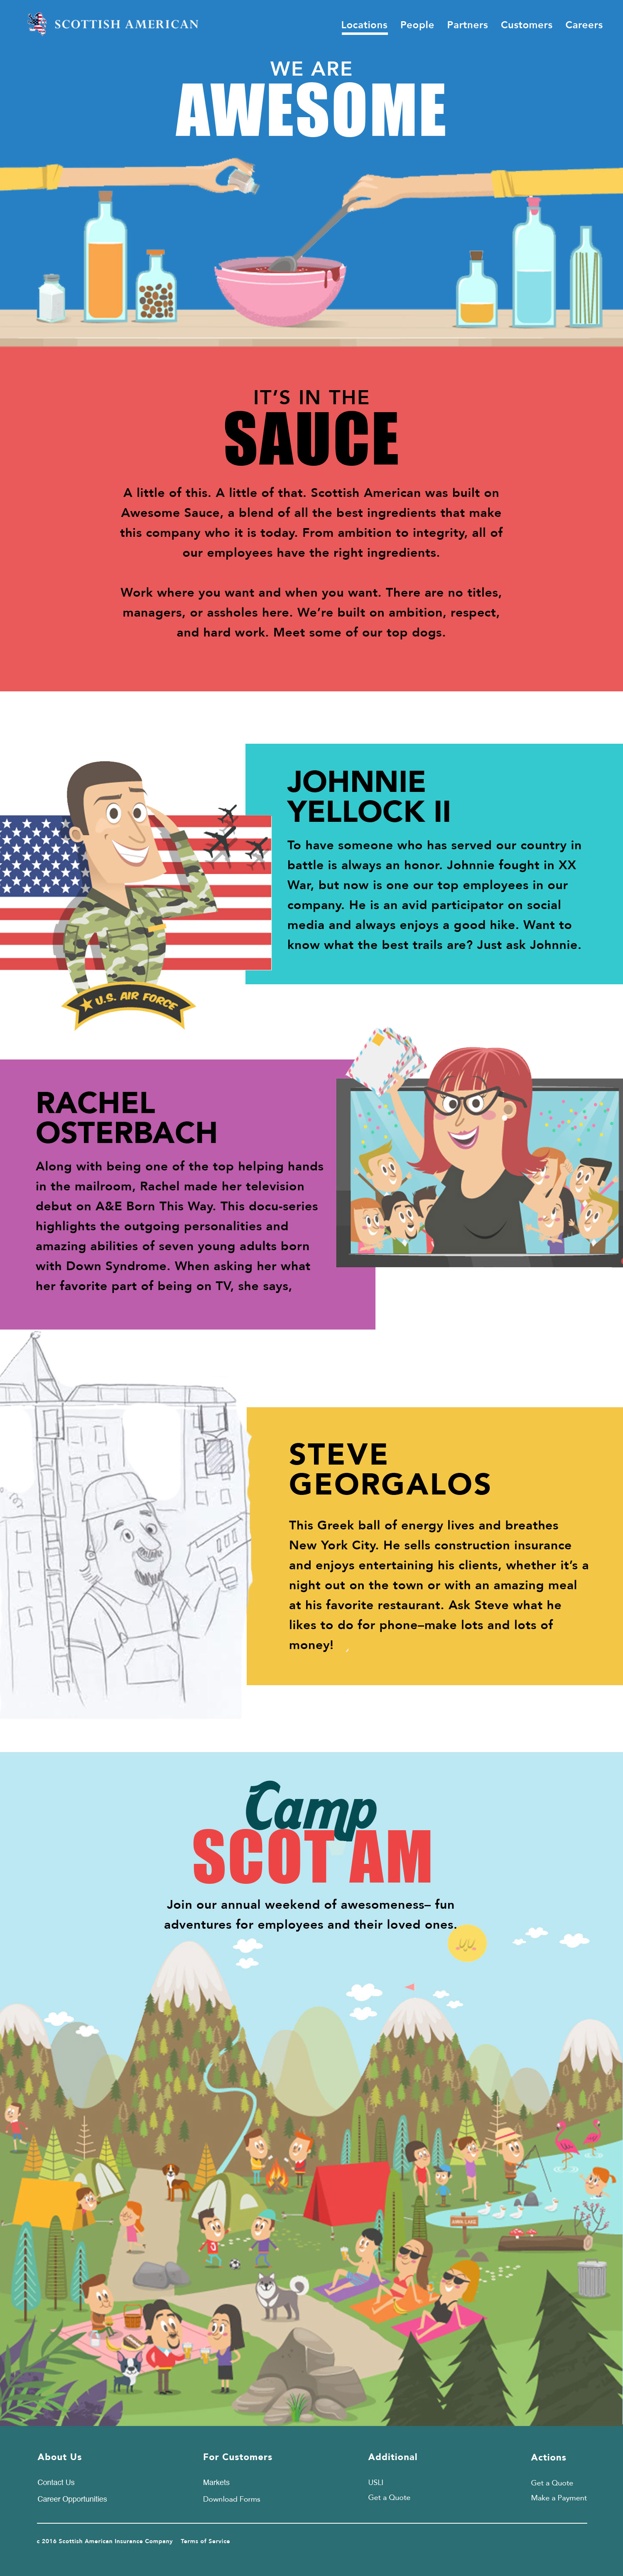 SCOTTISH AMERICAN
Locations People Partners Customers Careers
WE ARE
AWESOME
IT'S IN THE
SAUCE
A little of this. A little of that. Scottish American was built on
Awesome Sauce, a blend of all the best ingredients that make
this company who it is today. From ambition to integrity, all of
our employees have the right ingredients.
Work where you want and when you want. There are no titles,
managers, or assholes here. We're built on ambition, respect,
and hard work. Meet some of our top dogs.
JOHNNIE
YELLOCK II
To have someone who has served our country in
battle is always an honor. Johnnie fought in XX
War, but now is one our top employees in our
company. He is an avid participator on social
media and always enjoys a good hike. Want to
know what the best trails are? Just ask Johnnie.
U.S. AIR FORCE
RACHEL
OSTERBACH
Along with being one of the top helping hands
in the mailroom, Rachel made her television
debut on A&E Born This Way. This docu-series
highlights the outgoing personalities and
amazing abilities of seven young adults born
with Down Syndrome. When asking her what
her favorite part of being on TV, she says,
STEVE
GEORGALOS
This Greek ball of energy lives and breathes
New York City. He sells construction insurance
and enjoys entertaining his clients, whether it's a
night out on the town or with an amazing meal
at his favorite restaurant. Ask Steve what he
likes to do for phone–make lots and lots of
money!
Camp
SCOT AM
Join our annual weekend of awesomeness– fun
adventures for employees and their loved ones.
About Us
Contact Us
Career Opportunities
For Customers
Markets
Download Forms
Additional
USLI
Get a Quote
Actions
Get a Quote
Make a Payment
c 2016 Scottish American Insurance Company Terms of Service